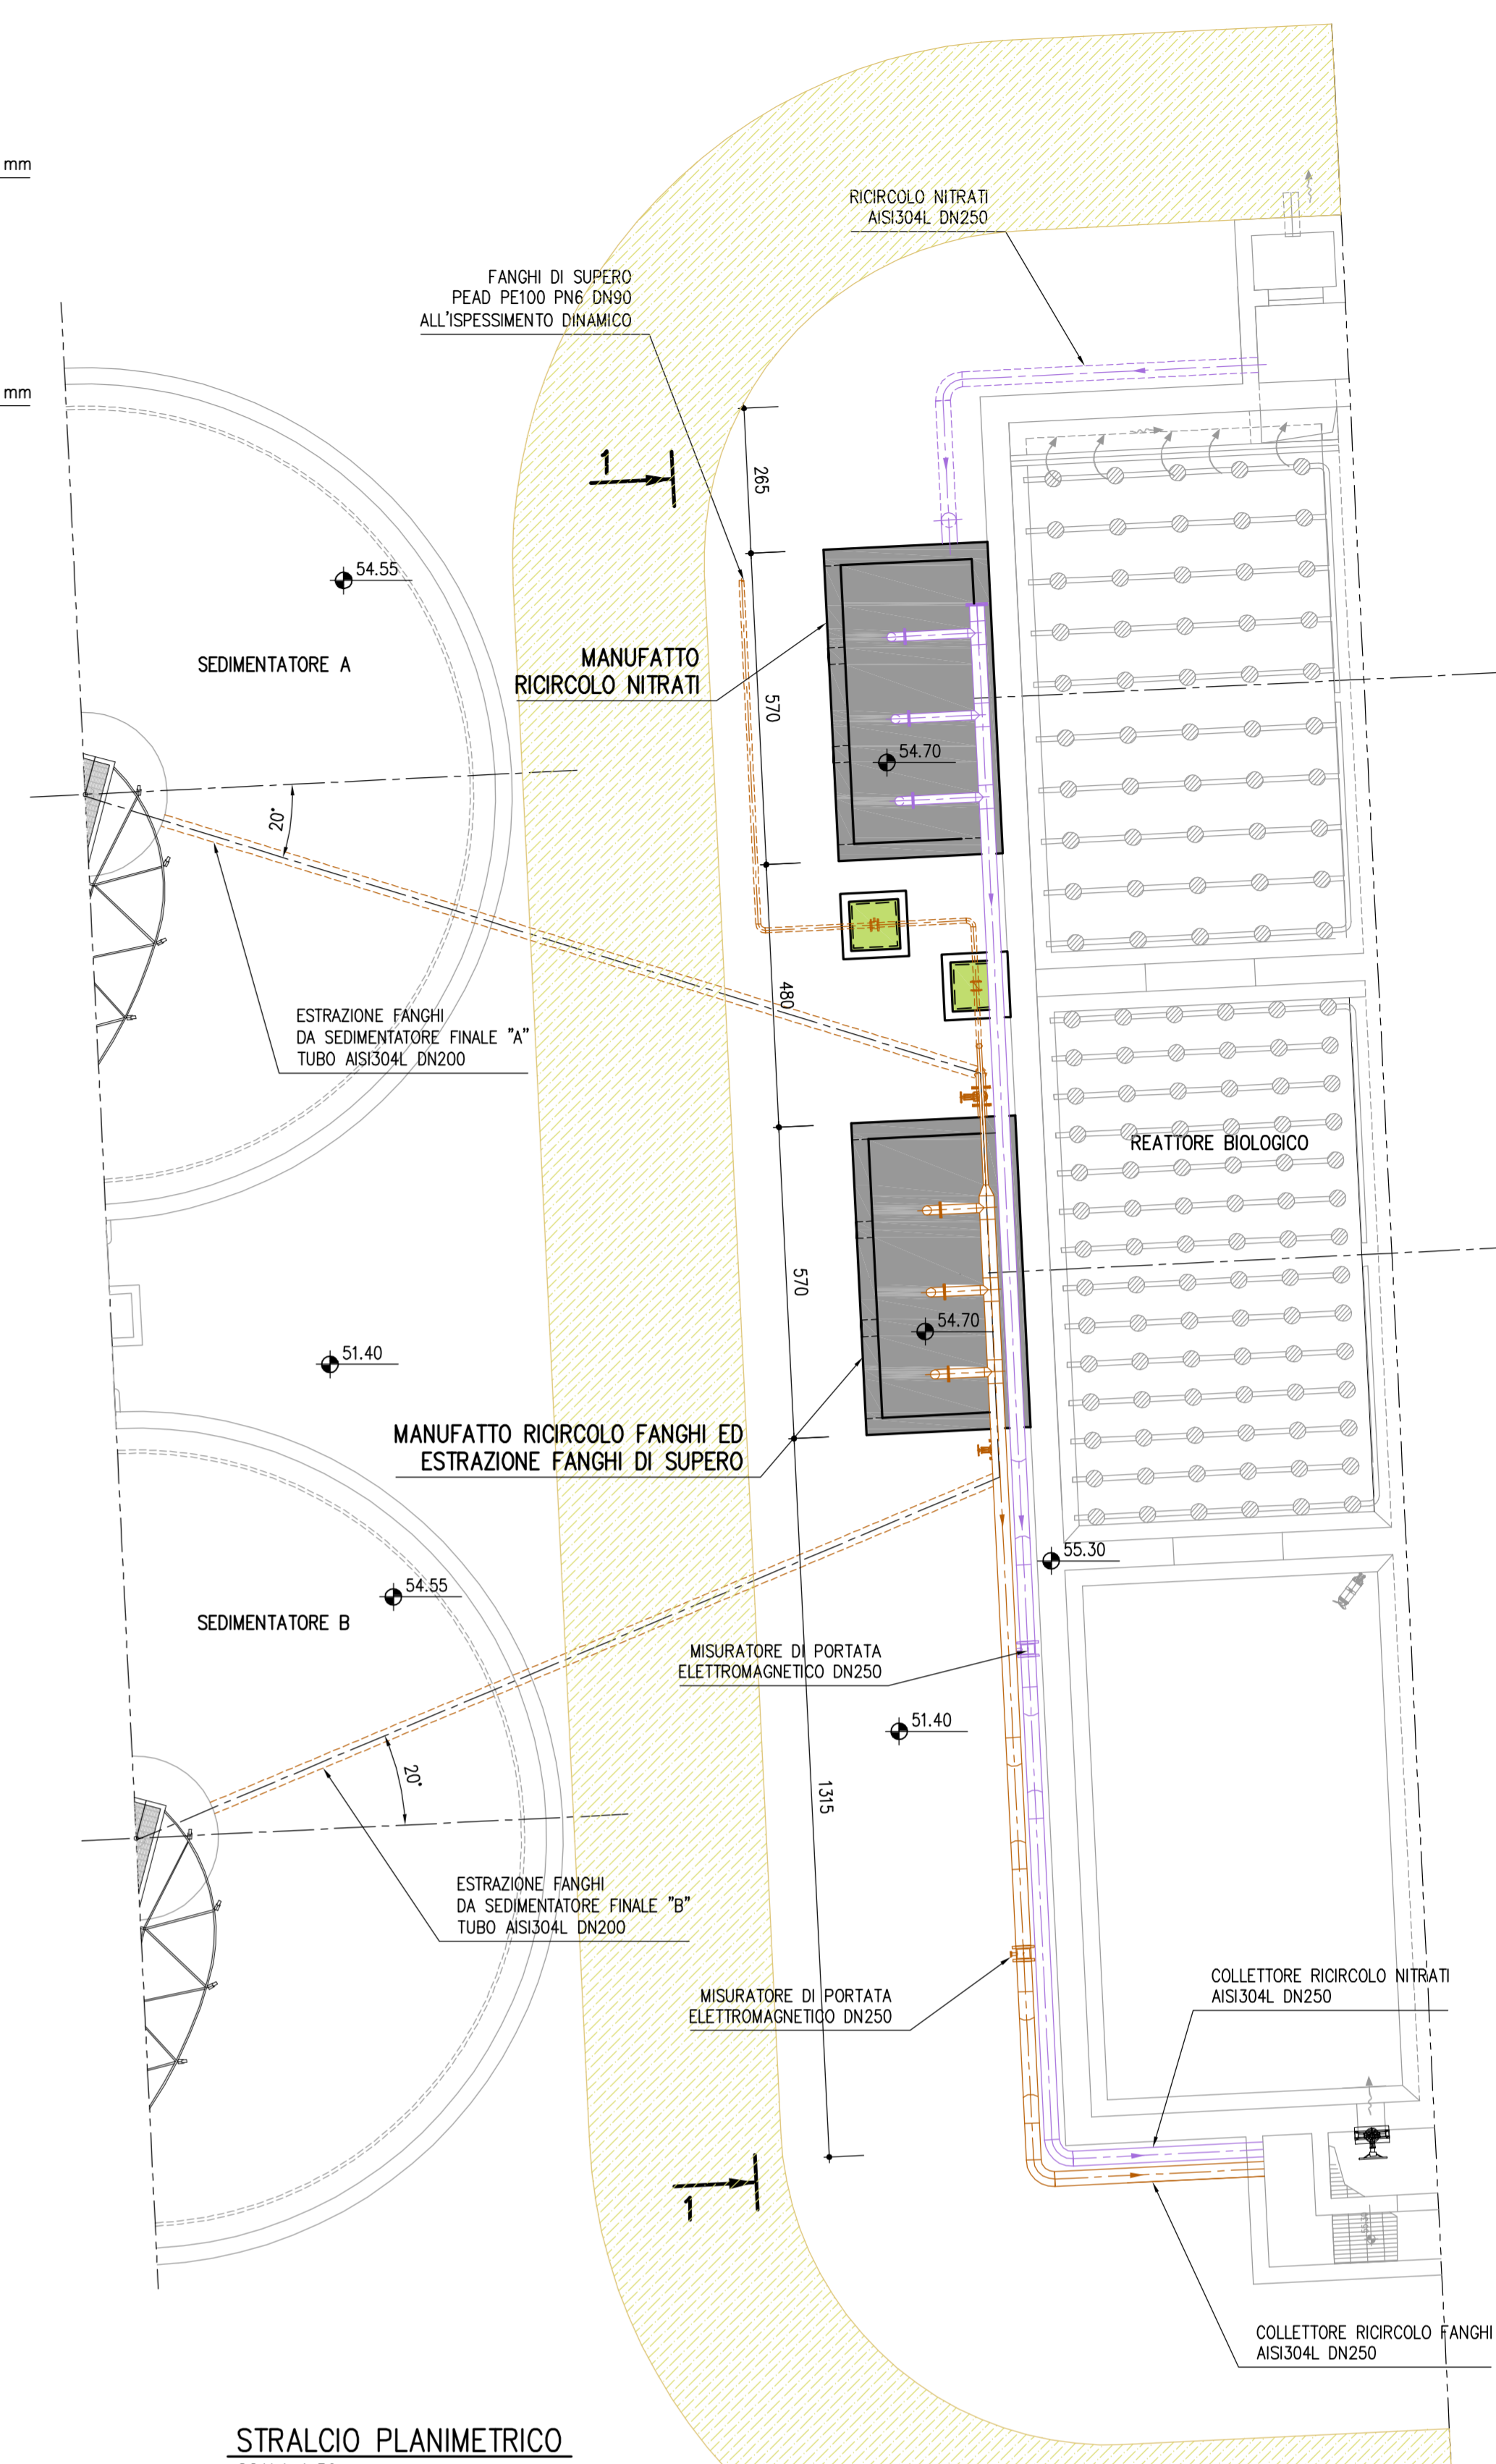 mm
RICIRCOLO NITRATI
AISI304L DN250
FANGHI DI SUPERO
PEAD PE100 PN6 DN90
ALL'ISPESSIMENTO DINAMICO
mm
1
265
54.55
SEDIMENTATORE A
MANUFATTO
RICIRCOLO NITRATI
570
54.70
20°
480
ESTRAZIONE FANGHI
DA SEDIMENTATORE FINALE "A"
TUBO AISI304L DN200
REATTORE BIOLOGICO
570
54.70
51.40
MANUFATTO RICIRCOLO FANGHI ED
ESTRAZIONE FANGHI DI SUPERO
55.30
54.55
SEDIMENTATORE B
MISURATORE DI PORTATA
ELETTROMAGNETICO DN250
51.40
20°
1315
ESTRAZIONE FANGHI
DA SEDIMENTATORE FINALE "B"
TUBO AISI304L DN200
COLLETTORE RICIRCOLO NITRATI
AISI304L DN250
MISURATORE DI PORTATA
ELETTROMAGNETICO DN250
1
COLLETTORE RICIRCOLO FANGHI
AISI304L DN250
STRALCIO PLANIMETRICO